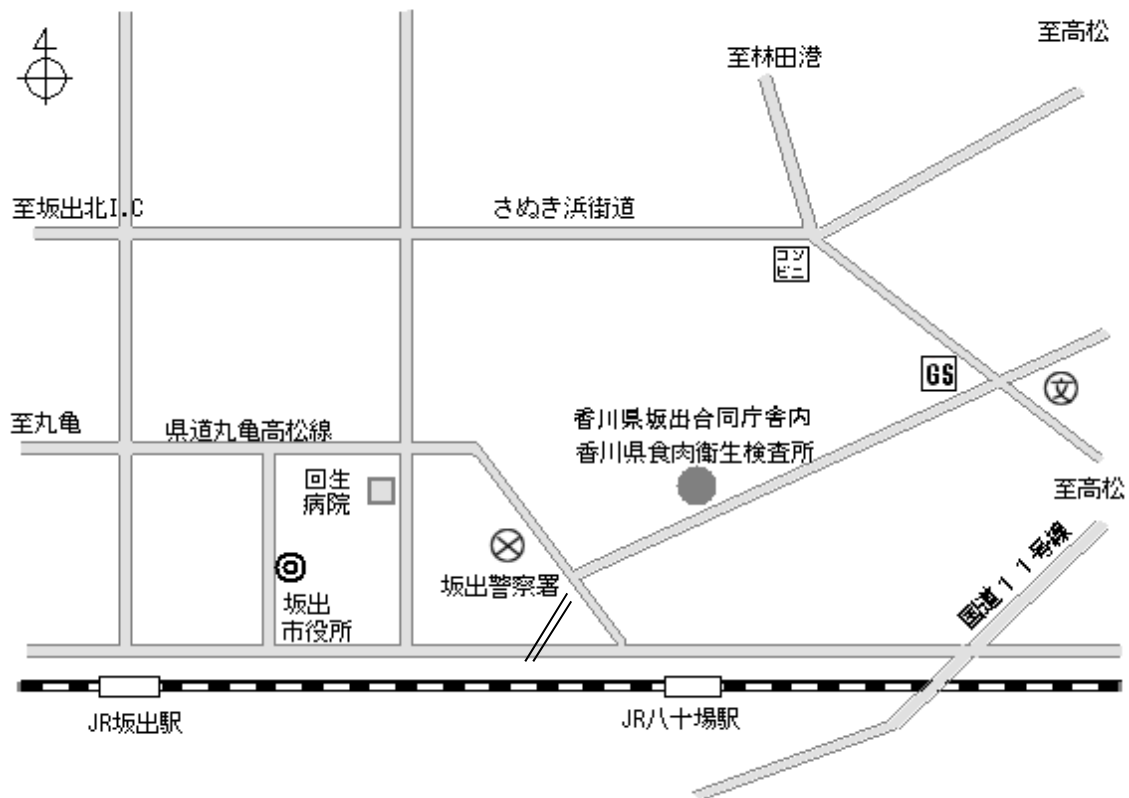 至高松
至林田港
至坂出北I.C
さぬき浜街道
コン
ビニ
GS
文
至丸亀
県道丸亀高松線
香川県坂出合同庁舎内
香川県食肉衛生検査所
回生
病院
至高松
国道11号線
坂出警察署
坂出
市役所
JR坂出駅
JR八十場駅